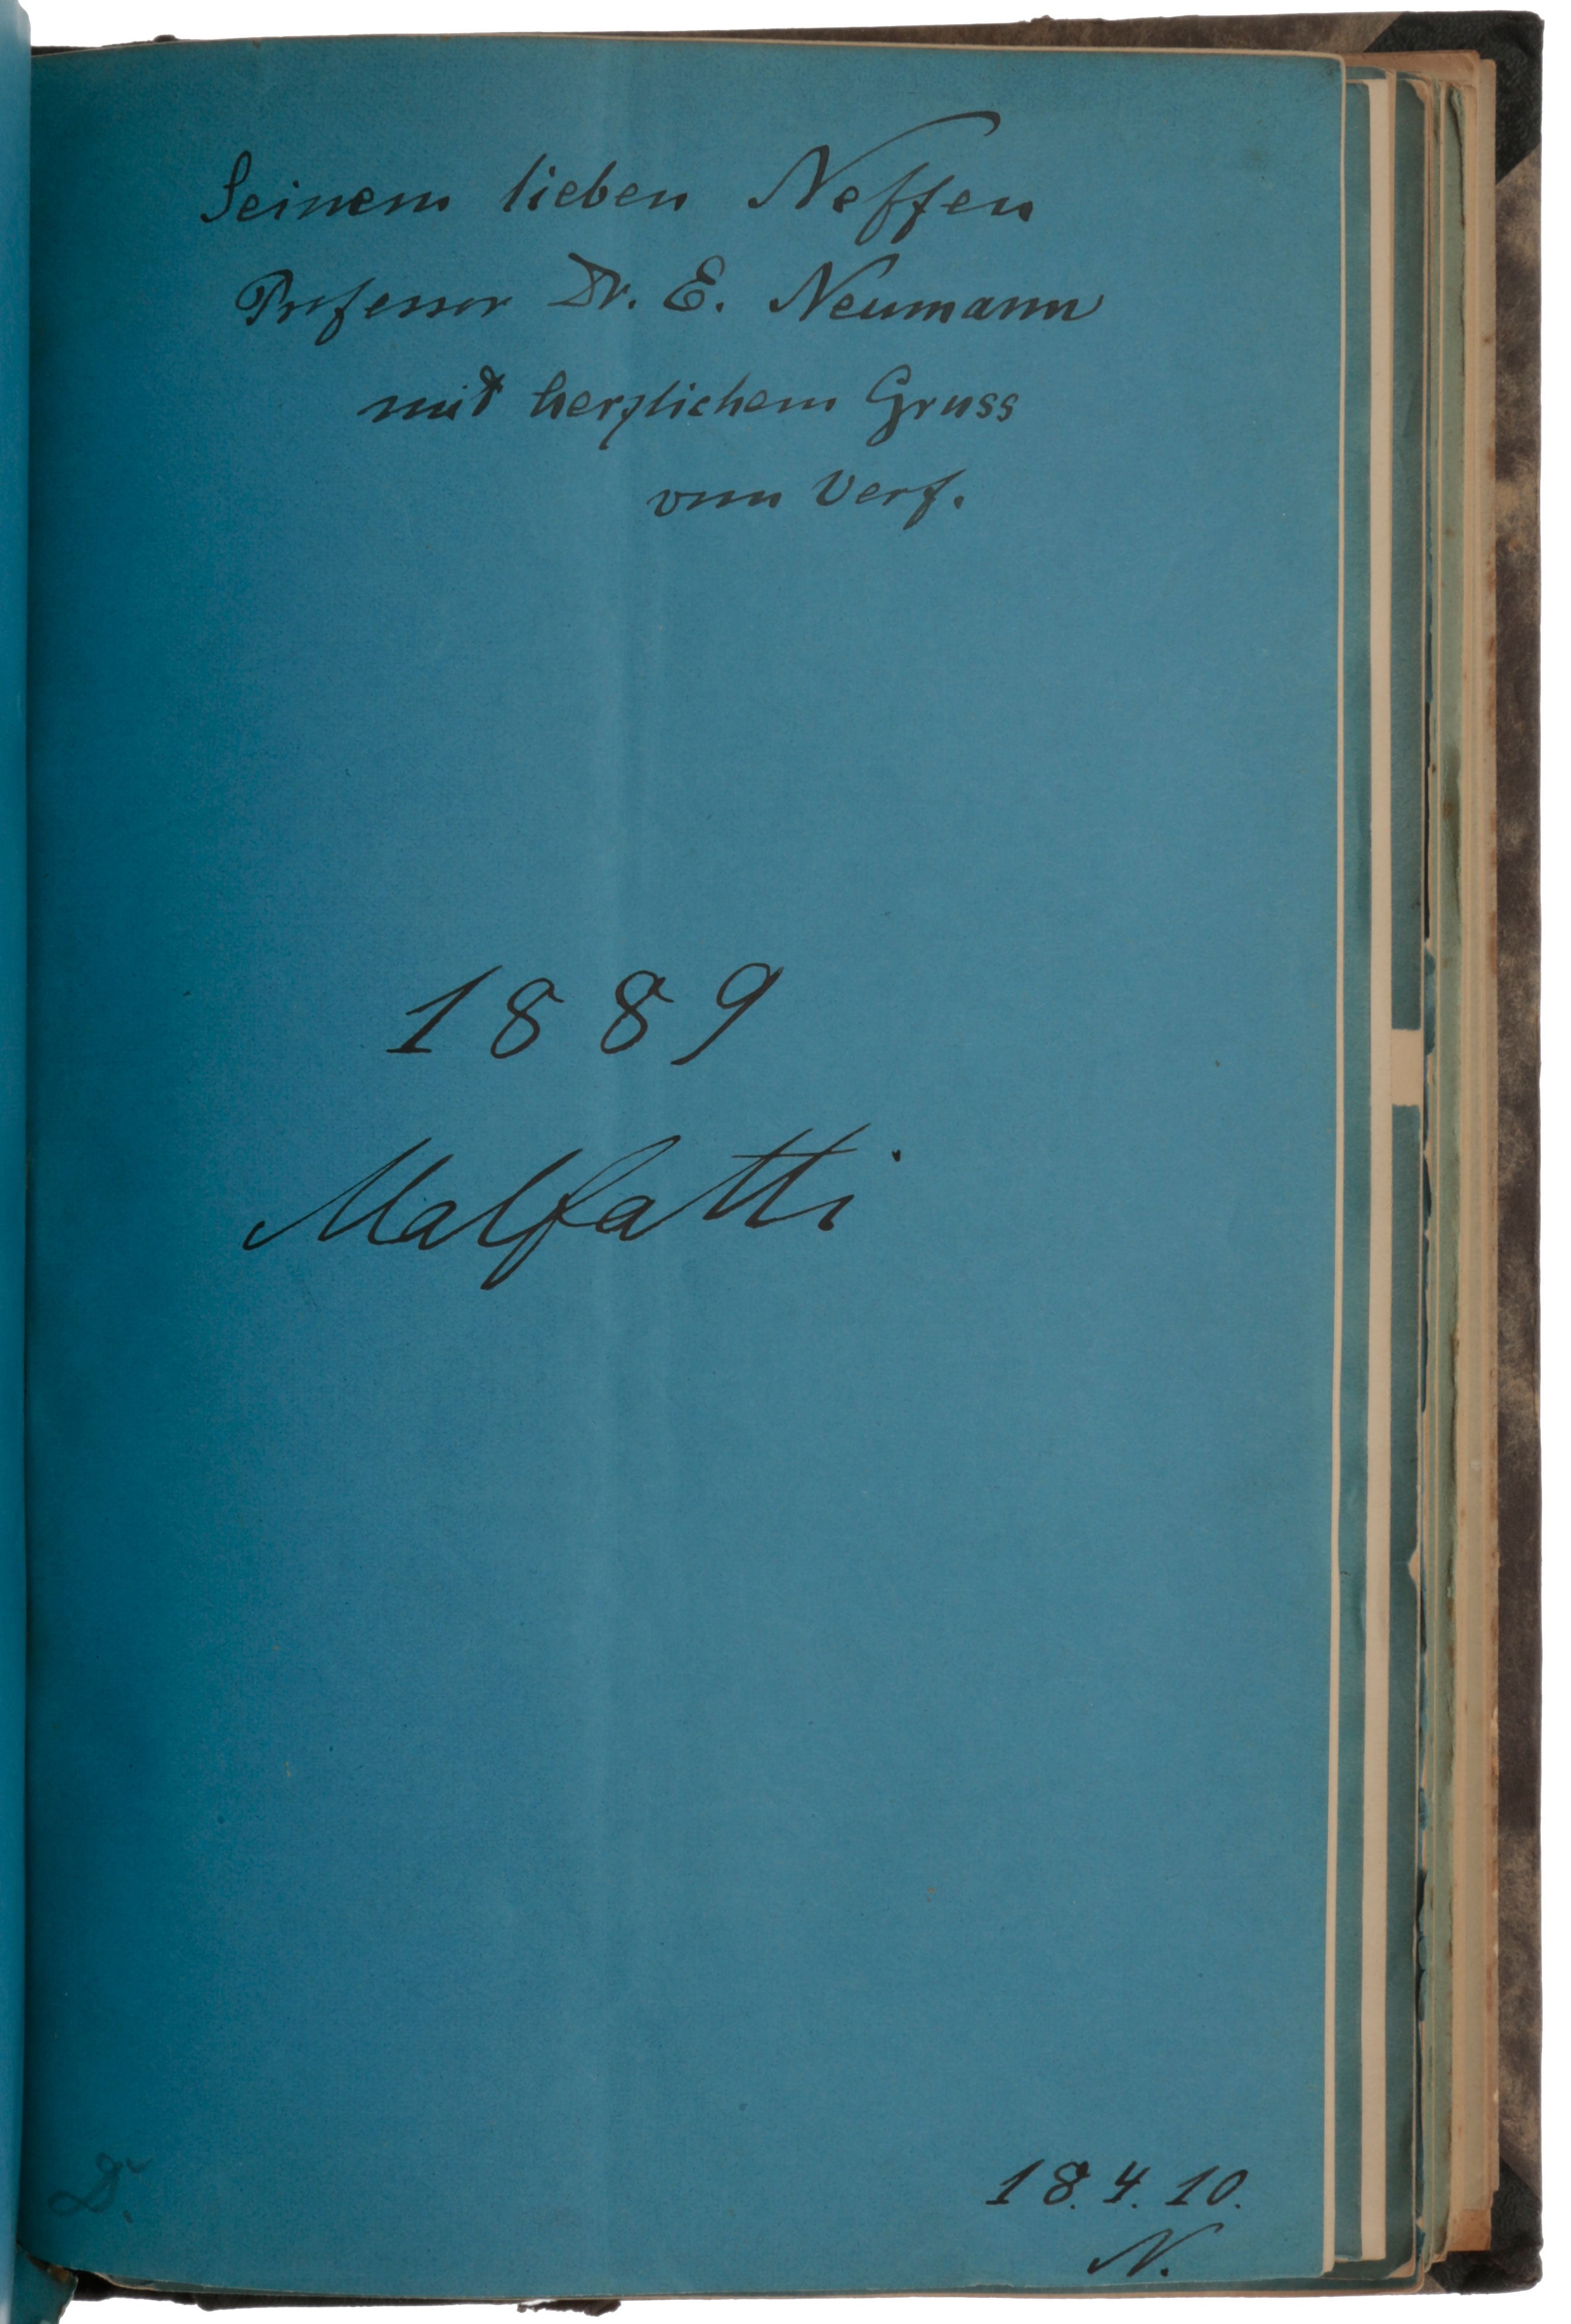 Seinem lieben Neffen
Professor Dr. E. Neumann
mit herzlichem Gruss
vom Verf.
1889
Malfatti
18.4.10.
N.